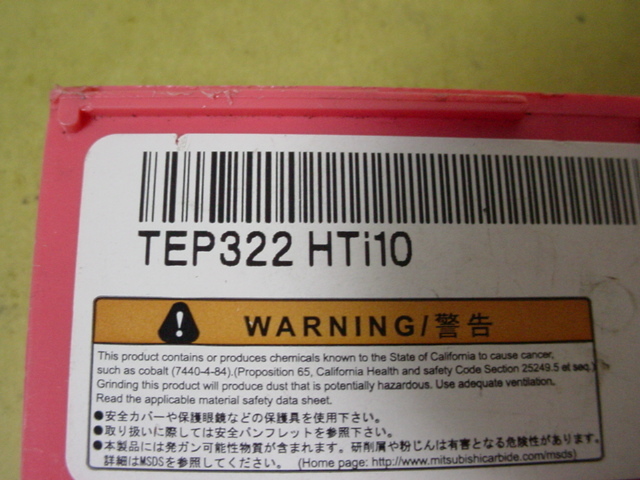 TEP322 HTi10
WARNING/警告
This product contains or produces chemicals known to the State of California to cause cancer,
such as cobalt (7440-4-84).(Proposition 65, California Health and safety Code Section 25249.5 et seq.)
Grinding this product will produce dust that is potentially hazardous. Use adequate ventilation.
Read the applicable material safety data sheet.
●安全カバーや保護眼鏡などの保護具を使用下さい。
●取り扱いに際しては安全パンフレットを参照下さい。
●本製品には発ガン可能性物質が含まれます。研削屑や粉じんは有害となる危険性があります。
詳細はMSDSを参照してください。 (Home page: http://www.mitsubishicarbide.com/msds)